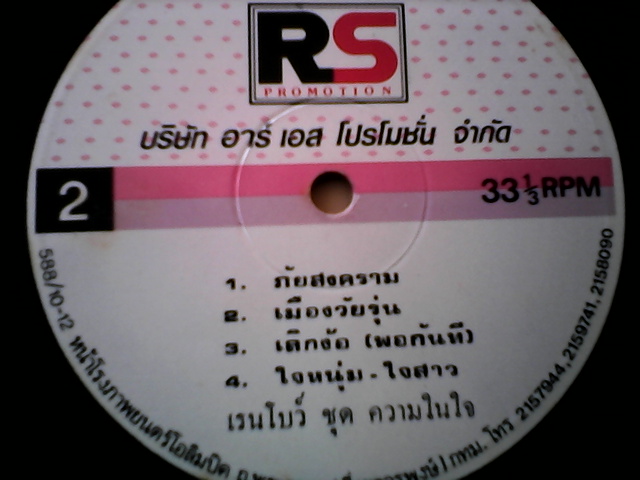 RS
PROMOTION
บริษัท อาร์ เอส โปรโมชั่น จำกัด
2
33 1/3 RPM
1. ภัยสงคราม
2. เมืองวัยรุ่น
3. เลิกง้อ (พอกันที)
4. ใจหนุ่ม - ใจสาว
เรนโบว์ ชุด ความในใจ
588/10-12 หน้าโรงภาพยนตร์โอลิมปิค ถ. กทม. โทร 2157944, 2159741, 2158090